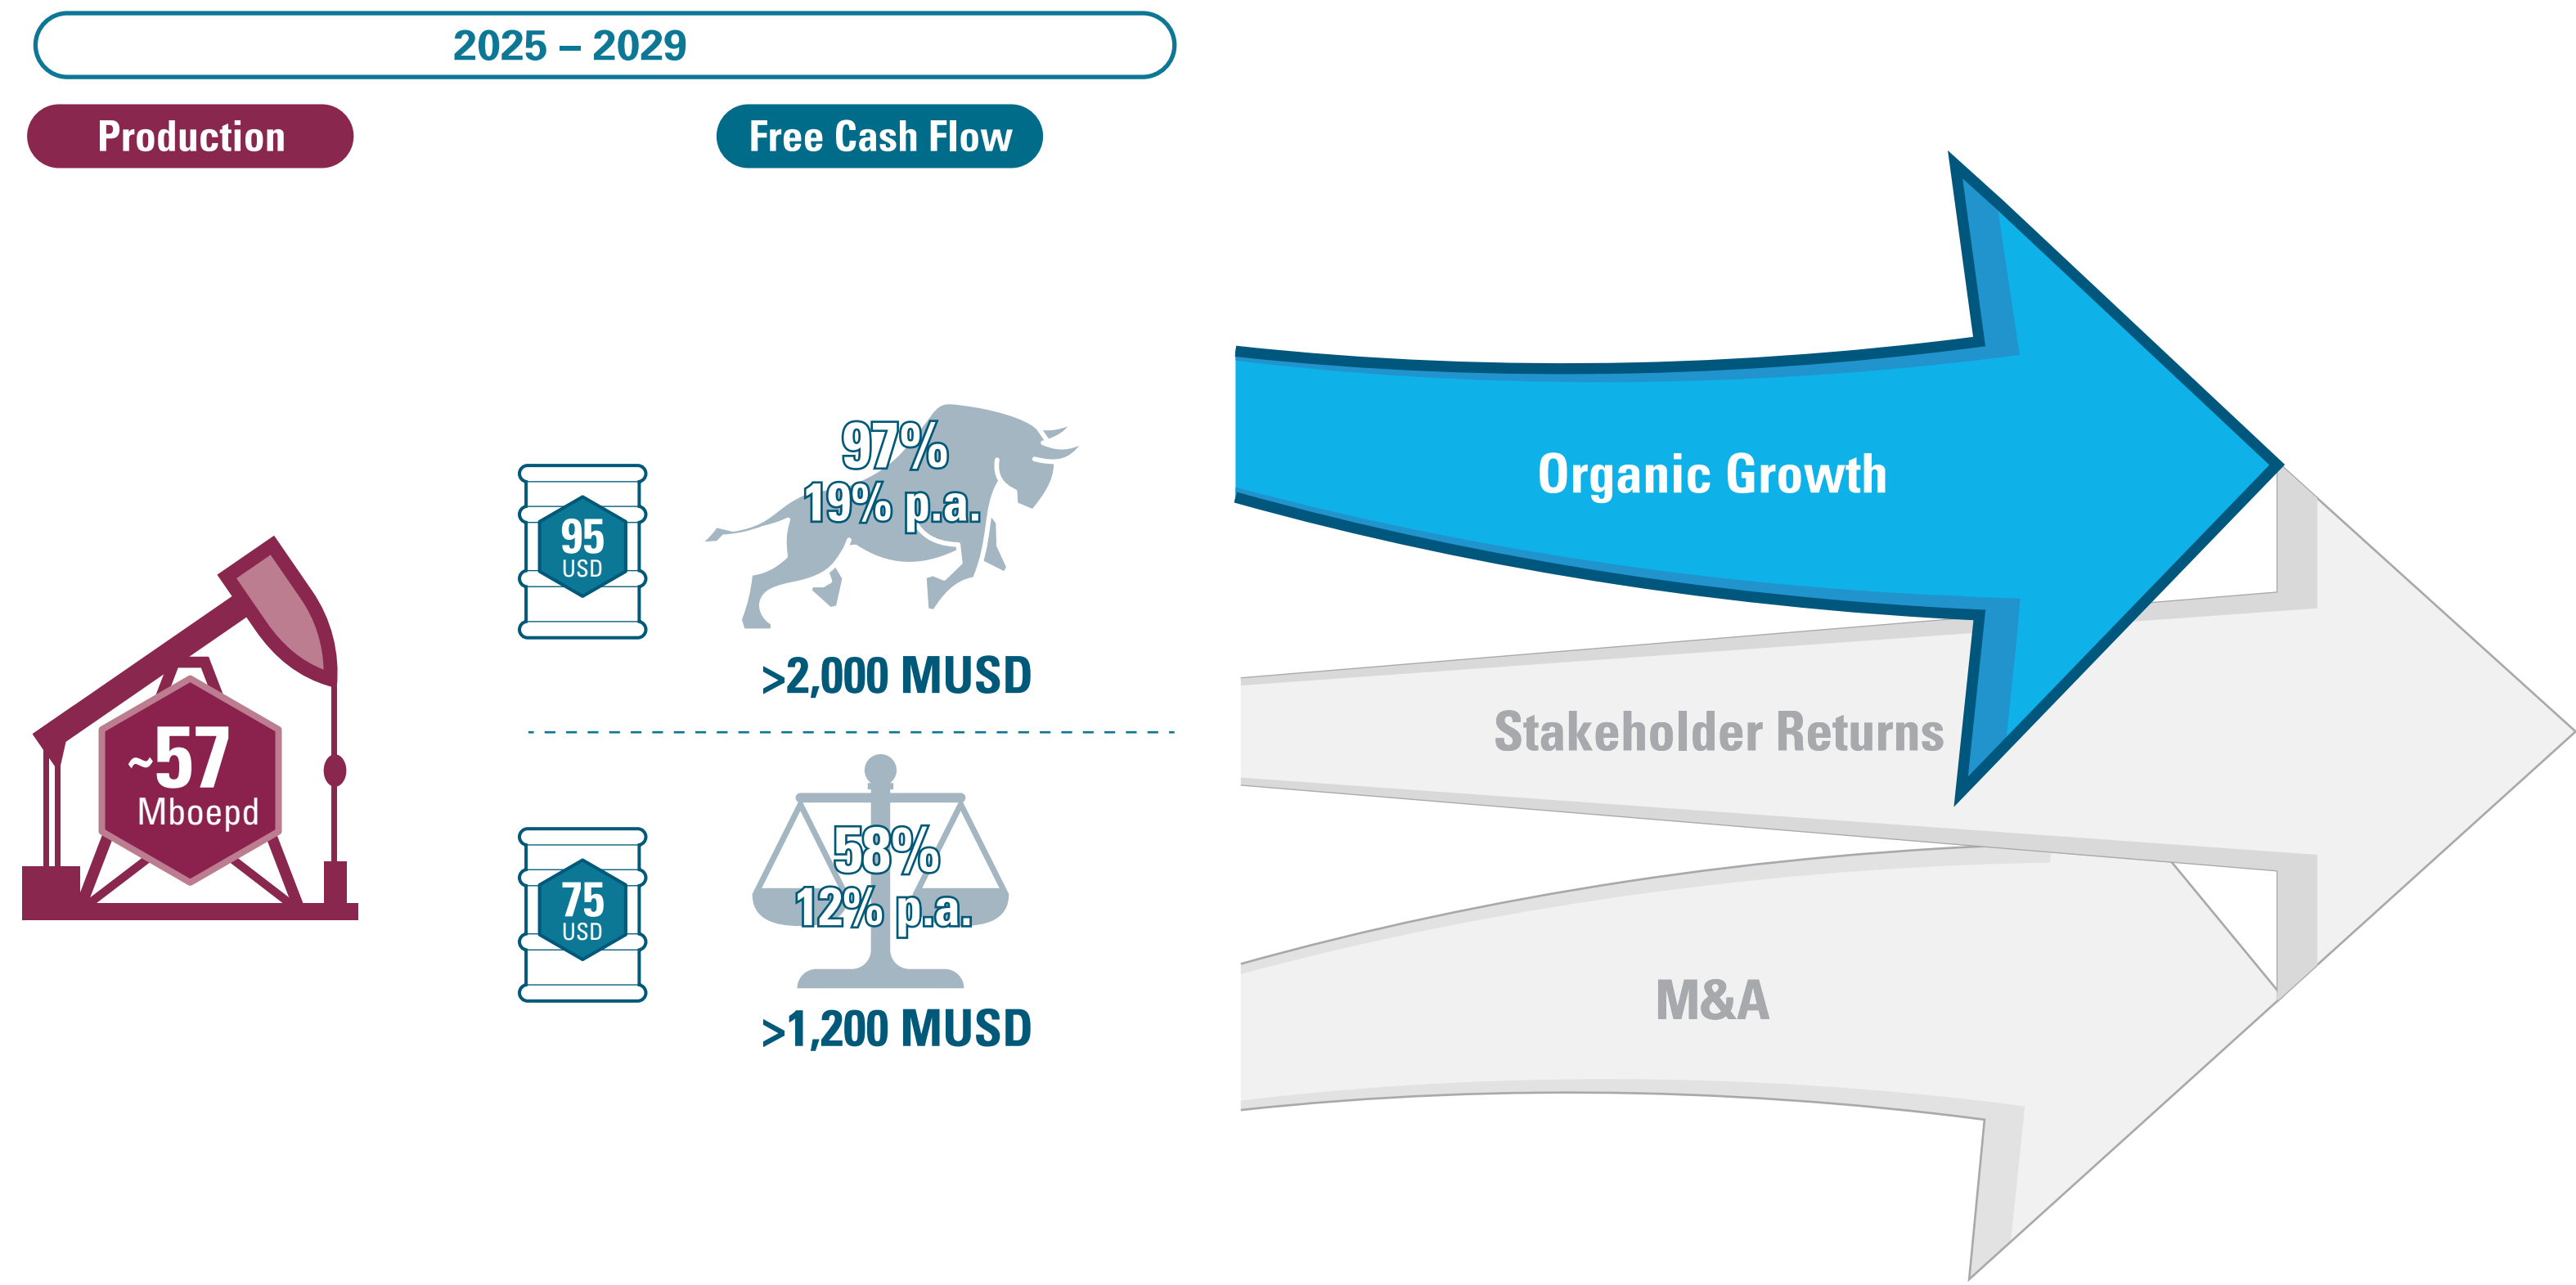 2025 – 2029
Production
Free Cash Flow
~57
Mboepd
95
USD
97%
19% p.a.
>2,000 MUSD
75
USD
58%
12% p.a.
>1,200 MUSD
Organic Growth
Stakeholder Returns
M&A